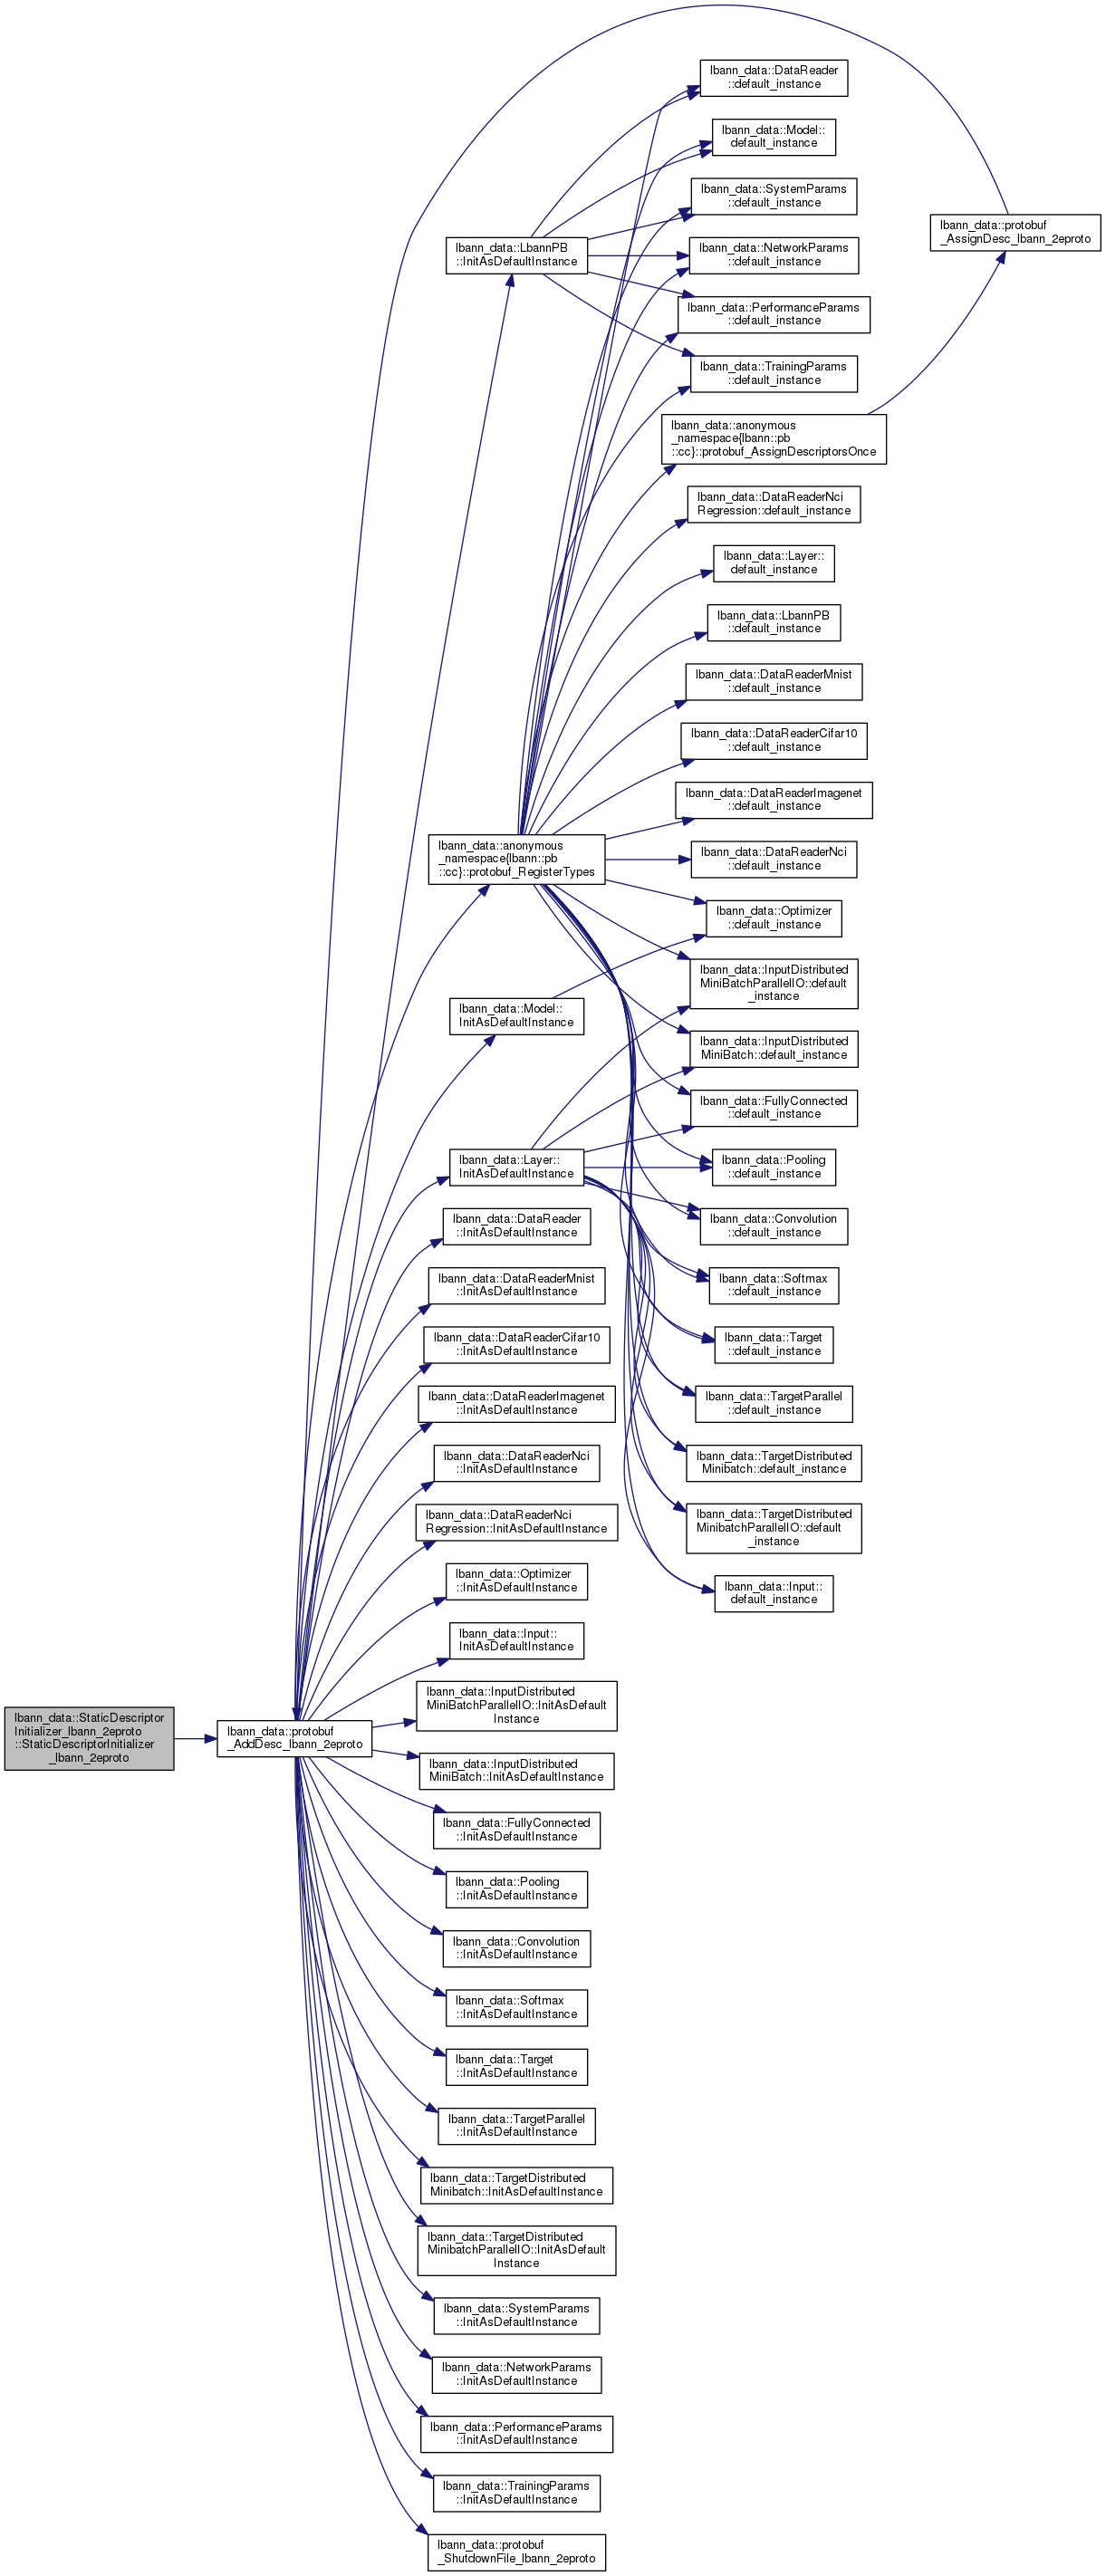 lbann_data::StaticDescriptor
Initializer_lbann_2eproto
::StaticDescriptorInitializer
_lbann_2eproto
lbann_data::protobuf
_AddDesc_lbann_2eproto
lbann_data::LbannPB
::InitAsDefaultInstance
lbann_data::anonymous
_namespace{lbann::pb
::cc}::protobuf_RegisterTypes
lbann_data::Model::
InitAsDefaultInstance
lbann_data::Layer::
InitAsDefaultInstance
lbann_data::DataReader
::InitAsDefaultInstance
lbann_data::DataReaderMnist
::InitAsDefaultInstance
lbann_data::DataReaderCifar10
::InitAsDefaultInstance
lbann_data::DataReaderImagenet
::InitAsDefaultInstance
lbann_data::DataReaderNci
::InitAsDefaultInstance
lbann_data::DataReaderNci
Regression::InitAsDefaultInstance
lbann_data::Optimizer
::InitAsDefaultInstance
lbann_data::Input::
InitAsDefaultInstance
lbann_data::InputDistributed
MiniBatchParallelIO::InitAsDefault
Instance
lbann_data::InputDistributed
MiniBatch::InitAsDefaultInstance
lbann_data::FullyConnected
::InitAsDefaultInstance
lbann_data::Pooling
::InitAsDefaultInstance
lbann_data::Convolution
::InitAsDefaultInstance
lbann_data::Softmax
::InitAsDefaultInstance
lbann_data::Target
::InitAsDefaultInstance
lbann_data::TargetParallel
::InitAsDefaultInstance
lbann_data::TargetDistributed
Minibatch::InitAsDefaultInstance
lbann_data::TargetDistributed
MinibatchParallelIO::InitAsDefault
Instance
lbann_data::SystemParams
::InitAsDefaultInstance
lbann_data::NetworkParams
::InitAsDefaultInstance
lbann_data::PerformanceParams
::InitAsDefaultInstance
lbann_data::TrainingParams
::InitAsDefaultInstance
lbann_data::protobuf
_ShutdownFile_lbann_2eproto
lbann_data::DataReader
::default_instance
lbann_data::Model::
default_instance
lbann_data::SystemParams
::default_instance
lbann_data::NetworkParams
::default_instance
lbann_data::PerformanceParams
::default_instance
lbann_data::TrainingParams
::default_instance
lbann_data::anonymous
_namespace{lbann::pb
::cc}::protobuf_AssignDescriptorsOnce
lbann_data::DataReaderNci
Regression::default_instance
lbann_data::Layer::
default_instance
lbann_data::LbannPB
::default_instance
lbann_data::DataReaderMnist
::default_instance
lbann_data::DataReaderCifar10
::default_instance
lbann_data::DataReaderImagenet
::default_instance
lbann_data::DataReaderNci
::default_instance
lbann_data::Optimizer
::default_instance
lbann_data::InputDistributed
MiniBatchParallelIO::default
_instance
lbann_data::InputDistributed
MiniBatch::default_instance
lbann_data::FullyConnected
::default_instance
lbann_data::Pooling
::default_instance
lbann_data::Convolution
::default_instance
lbann_data::Softmax
::default_instance
lbann_data::Target
::default_instance
lbann_data::TargetParallel
::default_instance
lbann_data::TargetDistributed
Minibatch::default_instance
lbann_data::TargetDistributed
MinibatchParallelIO::default
_instance
lbann_data::Input::
default_instance
lbann_data::protobuf
_AssignDesc_lbann_2eproto